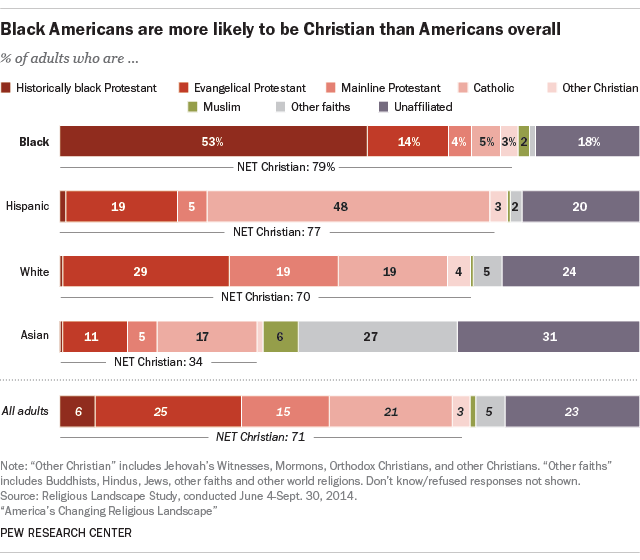 Black Americans are more likely to be Christian than Americans overall
% of adults who are ...
Historically black Protestant Evangelical Protestant Mainline Protestant Catholic Other Christian
Muslim Other faiths Unaffiliated
Black 53% 14% 4% 5% 3% 2 18%
NET Christian: 79%
Hispanic 19 5 48 3 2 20
NET Christian: 77
White 29 19 19 4 5 24
NET Christian: 70
Asian 11 5 17 6 27 31
NET Christian: 34
All adults 6 25 15 21 3 5 23
NET Christian: 71
Note: “Other Christian” includes Jehovah’s Witnesses, Mormons, Orthodox Christians, and other Christians. “Other faiths”
includes Buddhists, Hindus, Jews, other faiths and other world religions. Don’t know/refused responses not shown.
Source: Religious Landscape Study, conducted June 4-Sept. 30, 2014.
“America’s Changing Religious Landscape”
PEW RESEARCH CENTER